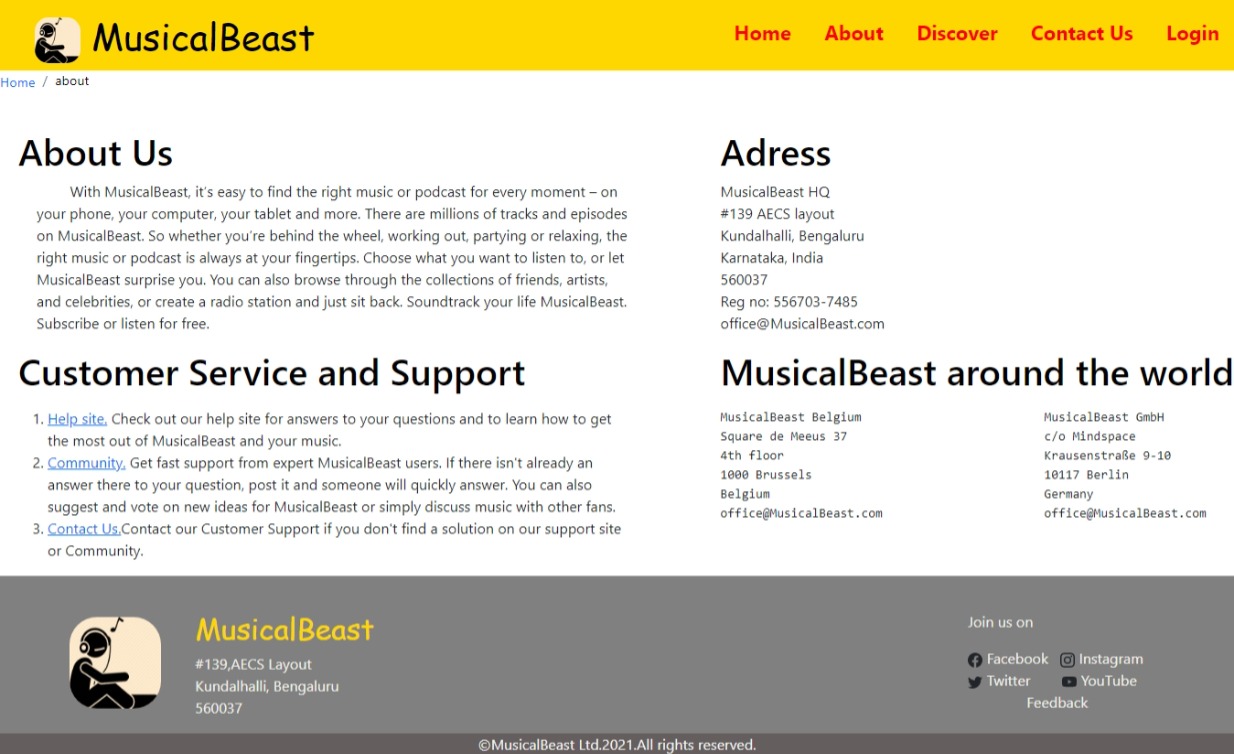 MusicalBeast
Home About Discover Contact Us Login
Home / about
About Us
With MusicalBeast, it's easy to find the right music or podcast for every moment – on
your phone, your computer, your tablet and more. There are millions of tracks and episodes
on MusicalBeast. So whether you're behind the wheel, working out, partying or relaxing, the
right music or podcast is always at your fingertips. Choose what you want to listen to, or let
MusicalBeast surprise you. You can also browse through the collections of friends, artists,
and celebrities, or create a radio station and just sit back. Soundtrack your life MusicalBeast.
Subscribe or listen for free.
Adress
MusicalBeast HQ
#139 AECS layout
Kundalhalli, Bengaluru
Karnataka, India
560037
Reg no: 556703-7485
office@MusicalBeast.com
Customer Service and Support
1. Help site. Check out our help site for answers to your questions and to learn how to get
the most out of MusicalBeast and your music.
2. Community. Get fast support from expert MusicalBeast users. If there isn't already an
answer there to your question, post it and someone will quickly answer. You can also
suggest and vote on new ideas for MusicalBeast or simply discuss music with other fans.
3. Contact Us.Contact our Customer Support if you don't find a solution on our support site
or Community.
MusicalBeast around the world
MusicalBeast Belgium
Square de Meeus 37
4th floor
1000 Brussels
Belgium
office@MusicalBeast.com
MusicalBeast GmbH
c/o Mindspace
Krausenstraße 9-10
10117 Berlin
Germany
office@MusicalBeast.com
MusicalBeast
#139,AECS Layout
Kundalhalli, Bengaluru
560037
Join us on
Facebook Instagram
Twitter YouTube
Feedback
©MusicalBeast Ltd.2021.All rights reserved.